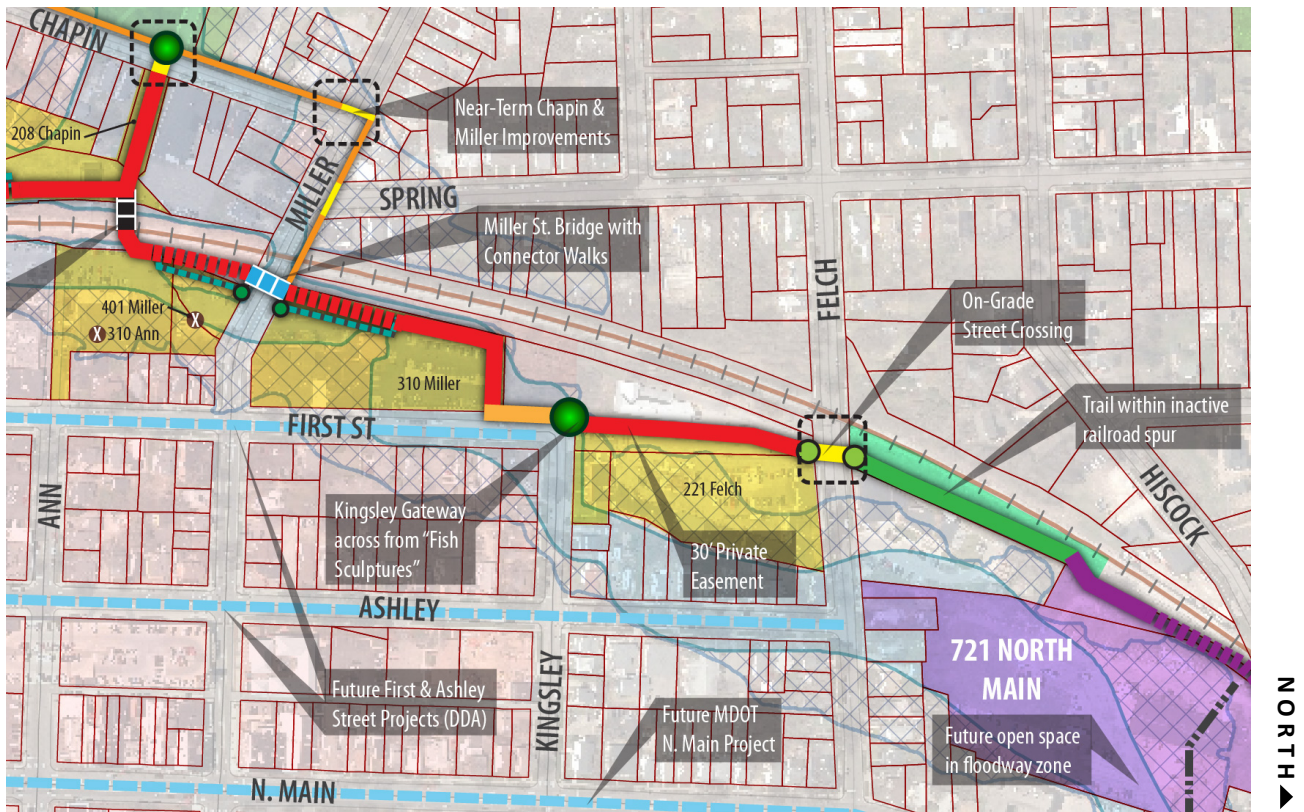 CHAPIN
Near-Term Chapin &
Miller Improvements
208 Chapin
MILLER
SPRING
Miller St. Bridge with
Connector Walks
FELCH
On-Grade
Street Crossing
401 Miller
X
X 310 Ann
310 Miller
Trail within inactive
railroad spur
FIRST ST
HISCOCK
ANN
221 Felch
Kingsley Gateway
across from "Fish
Sculptures"
30' Private
Easement
ASHLEY
721 NORTH
MAIN
KINGSLEY
Future First & Ashley
Street Projects (DDA)
Future MDOT
N. Main Project
Future open space
in floodway zone
N. MAIN
NORTH